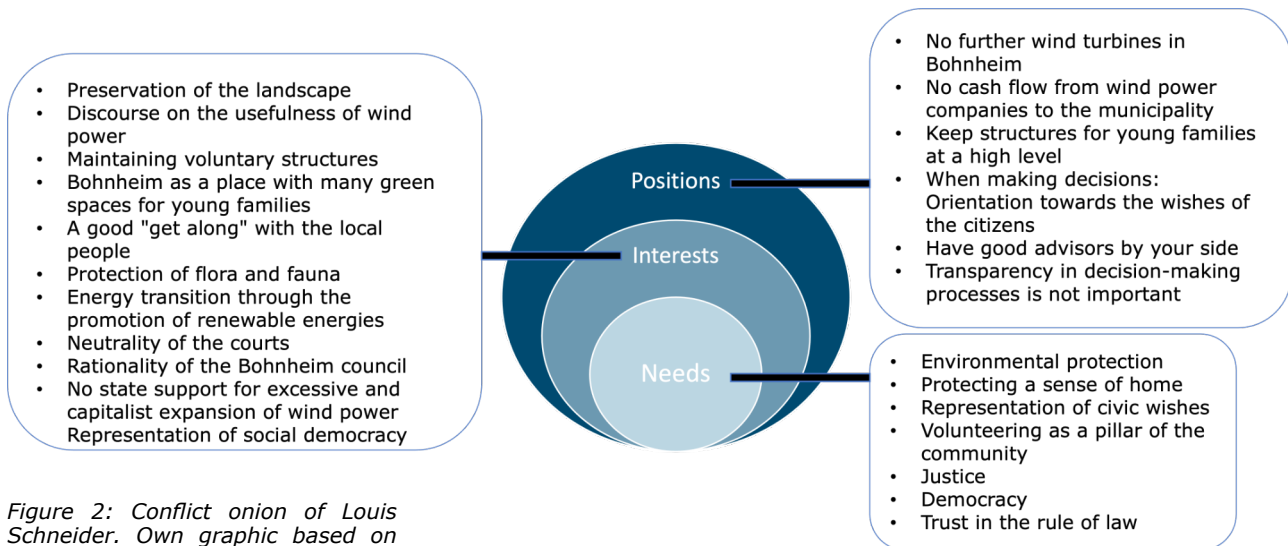 • Preservation of the landscape
• Discourse on the usefulness of wind
power
• Maintaining voluntary structures
• Bohnheim as a place with many green
spaces for young families
• A good "get along" with the local
people
• Protection of flora and fauna
• Energy transition through the
promotion of renewable energies
• Neutrality of the courts
• Rationality of the Bohnheim council
• No state support for excessive and
capitalist expansion of wind power
Representation of social democracy
Positions
Interests
Needs
• No further wind turbines in
Bohnheim
• No cash flow from wind power
companies to the municipality
• Keep structures for young families
at a high level
• When making decisions:
Orientation towards the wishes of
the citizens
• Have good advisors by your side
• Transparency in decision-making
processes is not important
• Environmental protection
• Protecting a sense of home
• Representation of civic wishes
• Volunteering as a pillar of the
community
• Justice
• Democracy
• Trust in the rule of law
Figure 2: Conflict onion of Louis
Schneider. Own graphic based on